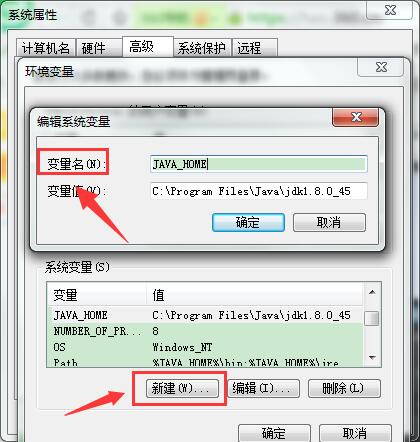 系统属性
计算机名 硬件 高级 系统保护 远程
环境变量
编辑系统变量
变量名(N): JAVA_HOME
变量值(V): C:\Program Files\Java\jdk1.8.0_45
确定 取消
系统变量(S)
变量 值
JAVA_HOME C:\Program Files\Java\jdk1.8.0_45
NUMBER_OF_PR... 8
OS Windows_NT
Path %JAVA_HOME%\bin;%JAVA_HOME%\jre
新建(W)... 编辑(I)... 删除(L)
确定 取消